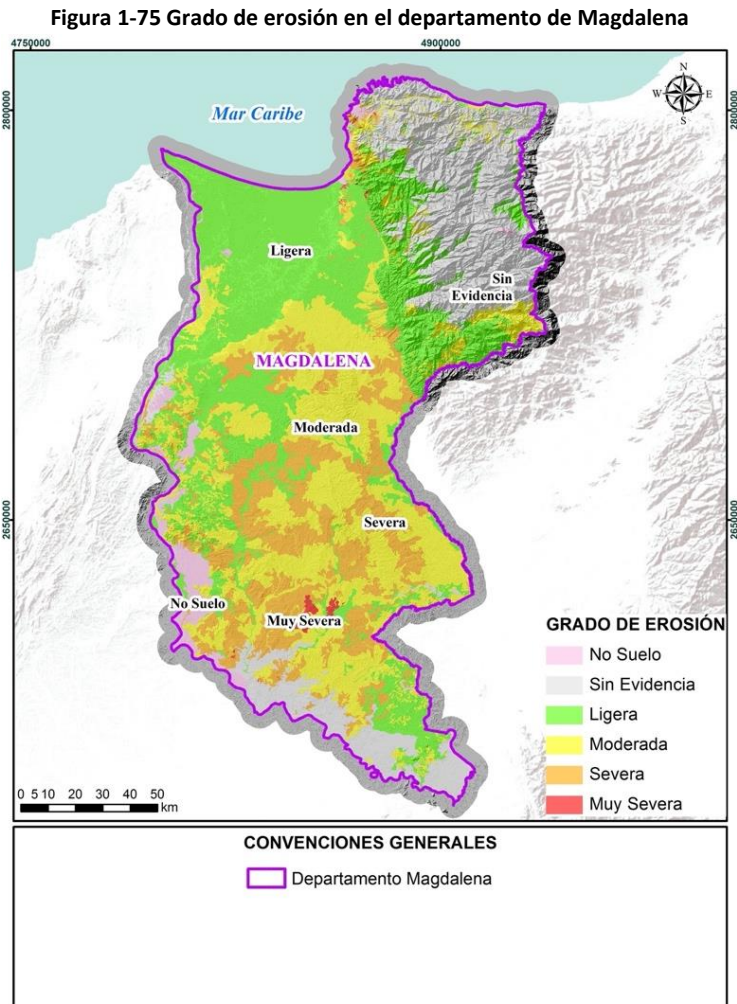 Figura 1-75 Grado de erosión en el departamento de Magdalena
4750000
4900000
2800000
2800000
N
W
E
S
Mar Caribe
Ligera
Sin
Evidencia
MAGDALENA
Moderada
2650000
2650000
Severa
No Suelo
Muy Severa
GRADO DE EROSIÓN
No Suelo
Sin Evidencia
Ligera
Moderada
Severa
Muy Severa
0 5 10 20 30 40 50
km
CONVENCIONES GENERALES
Departamento Magdalena